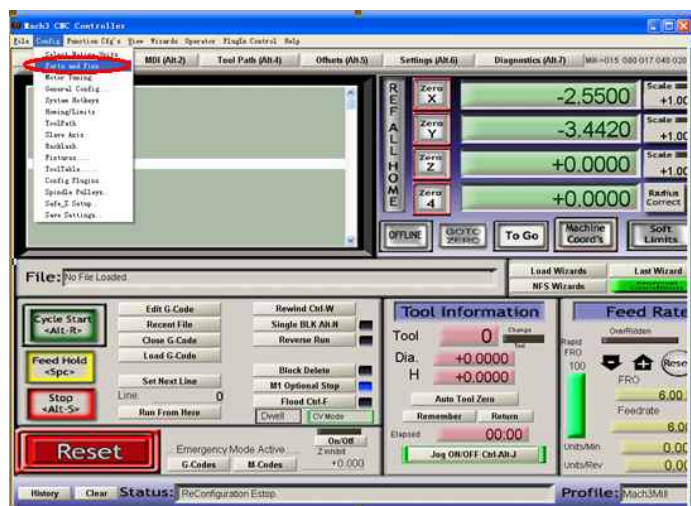 Mach3 CNC Controller
File Config Function Cfg's View Wizards Operator PlugIn Control Help
MDI (Alt-2) Tool Path (Alt-4) Offsets (Alt-5) Settings (Alt-6) Diagnostics (Alt-7)
Select Native Units
Ports and Pins
Motor Tuning
General Config...
System Hotkeys
Homing/Limits
ToolPath
Slave Axis
Backlash
Fixtures...
ToolTable...
Config Plugins
Spindle Pulleys..
Safe_Z Setup..
Save Settings..
REF ALL HOME
Zero X -2.5500 Scale +1.00
Zero Y -3.4420 Scale +1.00
Zero Z +0.0000 Scale +1.00
Zero 4 +0.0000 Radius Correct
OFFLINE GOTO ZERO To Go Machine Coord's Soft Limits
File: No File Loaded
Load Wizards Last Wizard
NFS Wizards
Cycle Start <Alt-R>
Feed Hold <Spc>
Stop <Alt-S>
Edit G-Code
Recent File
Close G-Code
Load G-Code
Set Next Line
Line: 0
Run From Here
Rewind Ctrl-W
Single BLK Alt-N
Reverse Run
Block Delete
M1 Optional Stop
Flood Ctrl-F
Dwell CV Mode
Reset
Emergency Mode Active...
G-Codes M-Codes
On/Off
Z Inhibit
+0.000
Tool Information
Tool 0 Change Tool
Dia. +0.0000
H +0.0000
Auto Tool Zero
Remember Return
Elapsed 00:00
Jog ON/OFF Ctrl-Alt-J
Feed Rate
OverRidden
Rapid FRO
100
Rese
FRO
6.00
Feedrate
6.0
Units/Min 0.00
Units/Rev 0.00
History Clear Status: ReConfiguration Estop. Profile: Mach3Mill